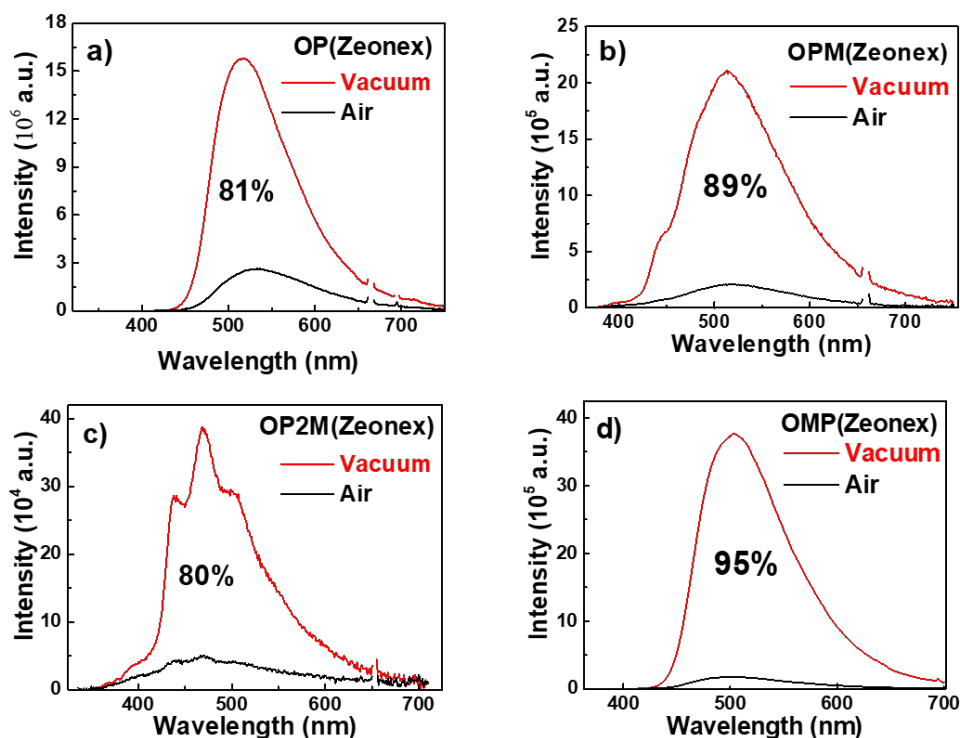 a)
OP(Zeonex)
Vacuum
Air
81%
Intensity (10⁶ a.u.)
18
15
12
9
6
3
0
400 500 600 700
Wavelength (nm)
b)
OPM(Zeonex)
Vacuum
Air
89%
Intensity (10⁵ a.u.)
25
20
15
10
5
0
400 500 600 700
Wavelength (nm)
c)
OP2M(Zeonex)
Vacuum
Air
80%
Intensity (10⁴ a.u.)
40
30
20
10
0
400 500 600 700
Wavelength (nm)
d)
OMP(Zeonex)
Vacuum
Air
95%
Intensity (10⁵ a.u.)
40
30
20
10
0
400 500 600 700
Wavelength (nm)